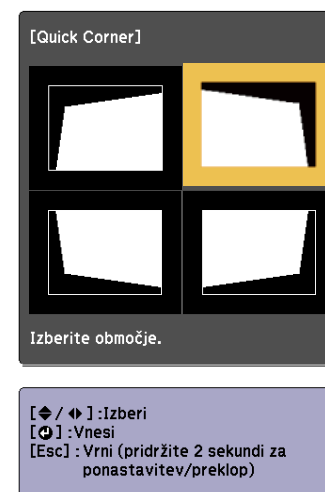 [Quick Corner]
Izberite območje.
[ / ] :Izberi
[ ] :Vnesi
[Esc] : Vrni (pridržite 2 sekundi za
ponastavitev/preklop)